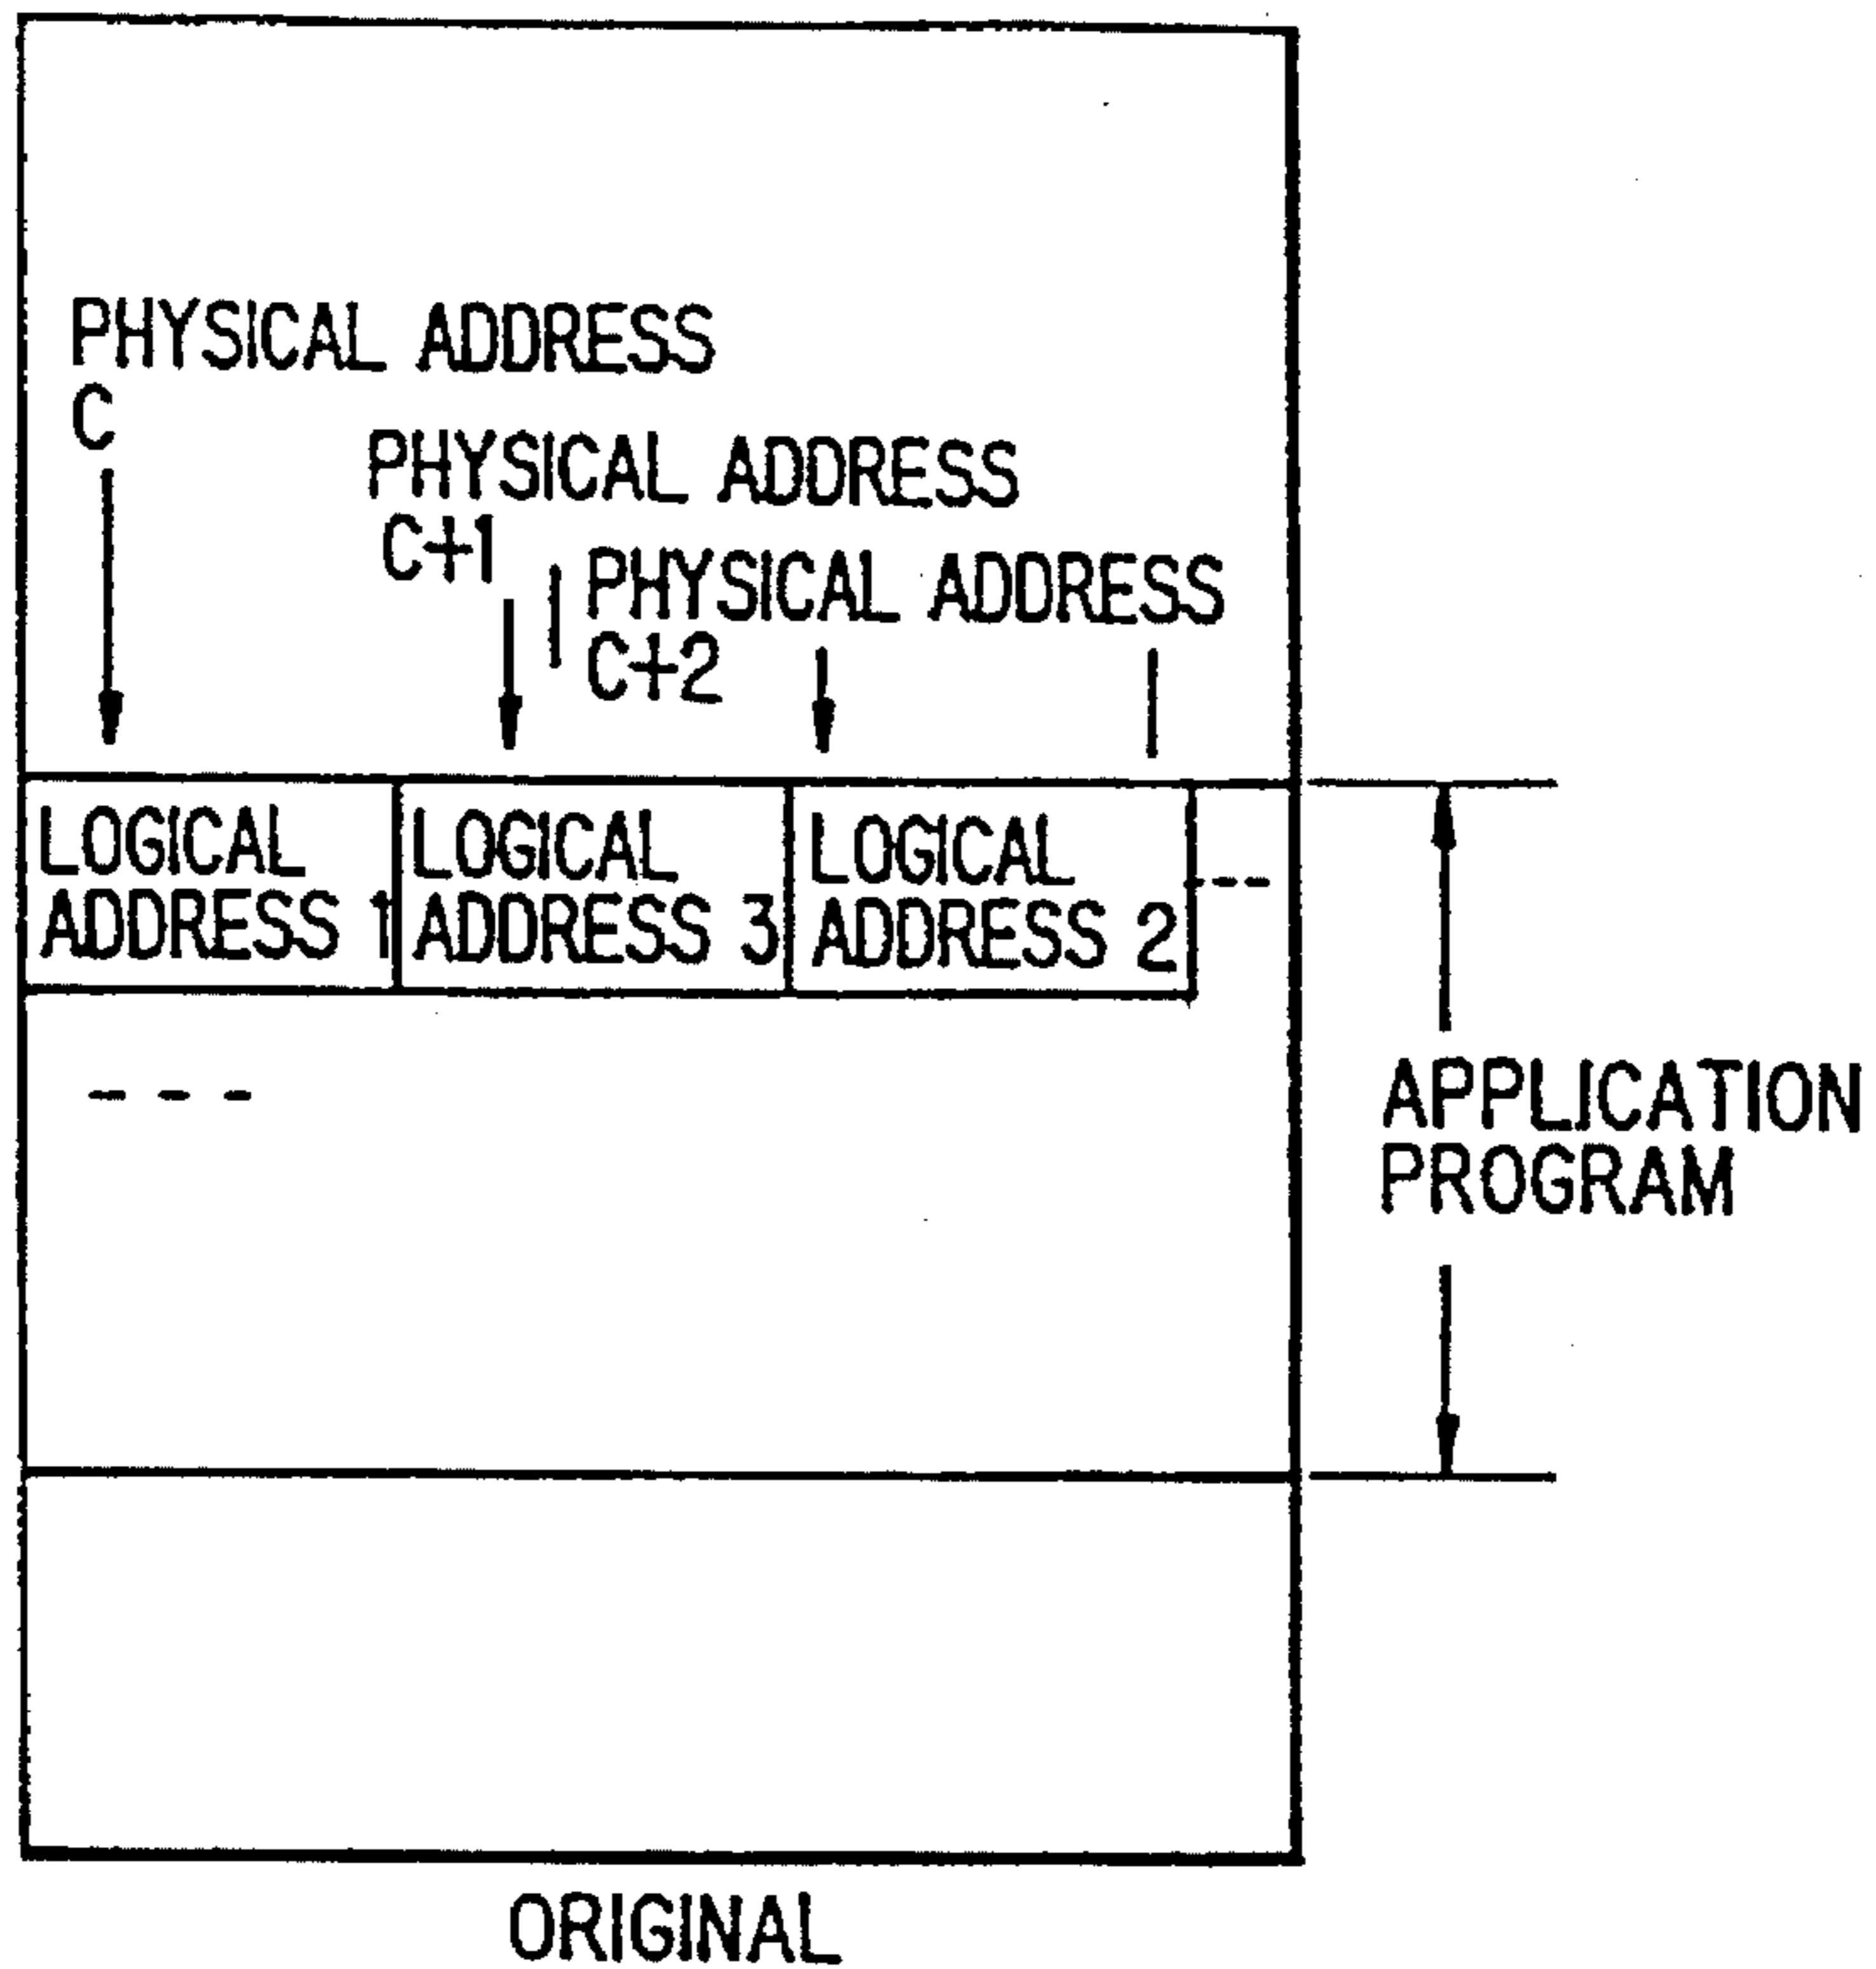 PHYSICAL ADDRESS
C
PHYSICAL ADDRESS
C+1
PHYSICAL ADDRESS
C+2
LOGICAL
ADDRESS 1
LOGICAL
ADDRESS 3
LOGICAL
ADDRESS 2
APPLICATION
PROGRAM
ORIGINAL